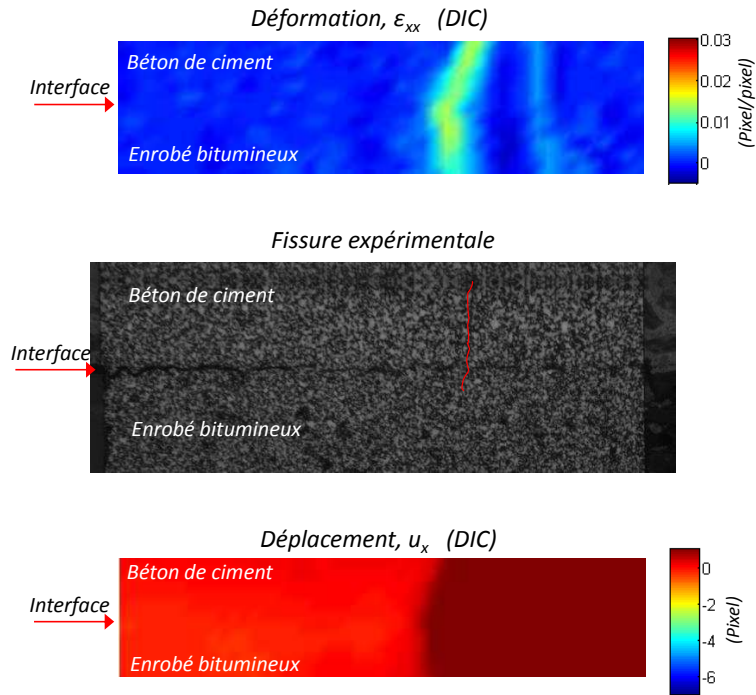 Déformation, εxx (DIC)
Béton de ciment
Interface
Enrobé bitumineux
0.03
0.02
0.01
0
(Pixel/pixel)
Fissure expérimentale
Béton de ciment
Interface
Enrobé bitumineux
Déplacement, ux (DIC)
Béton de ciment
Interface
Enrobé bitumineux
0
-2
-4
-6
(Pixel)